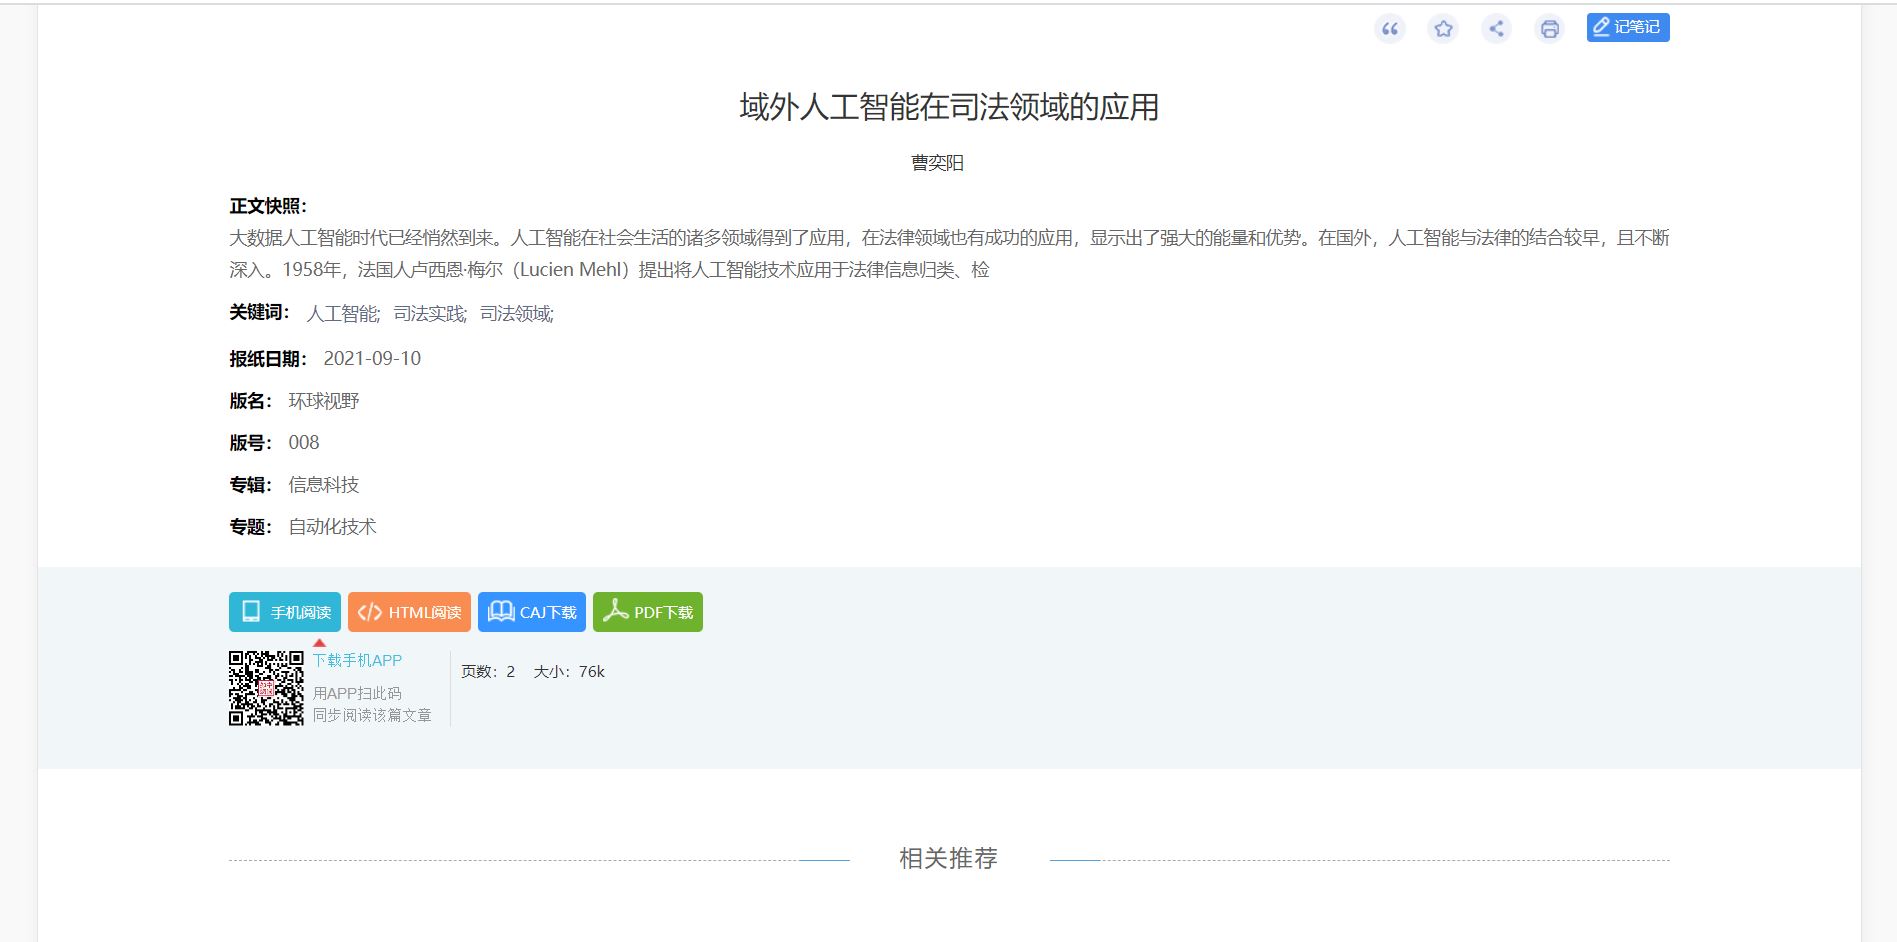 记笔记
域外人工智能在司法领域的应用
曹奕阳
正文快照：
大数据人工智能时代已经悄然到来。人工智能在社会生活的诸多领域得到了应用，在法律领域也有成功的应用，显示出了强大的能量和优势。在国外，人工智能与法律的结合较早，且不断
深入。1958年，法国人卢西恩·梅尔（Lucien Mehl）提出将人工智能技术应用于法律信息归类、检
关键词： 人工智能; 司法实践; 司法领域;
报纸日期： 2021-09-10
版名： 环球视野
版号： 008
专辑： 信息科技
专题： 自动化技术
手机阅读 HTML阅读 CAJ下载 PDF下载
下载手机APP
用APP扫此码
同步阅读该篇文章
页数：2 大小：76k
相关推荐